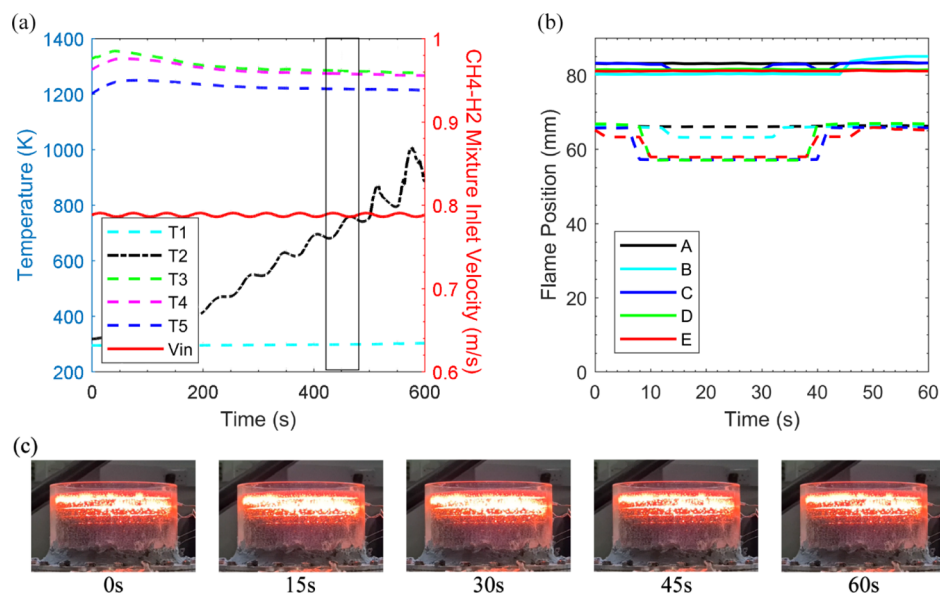 (a)
1400
1200
1000
800
600
400
200
Temperature (K)
T1
T2
T3
T4
T5
Vin
0
200
400
600
Time (s)
1
0.9
0.8
0.7
0.6
CH4-H2 Mixture Inlet Velocity (m/s)
(b)
80
60
40
20
0
Flame Position (mm)
A
B
C
D
E
0
10
20
30
40
50
60
Time (s)
(c)
0s
15s
30s
45s
60s